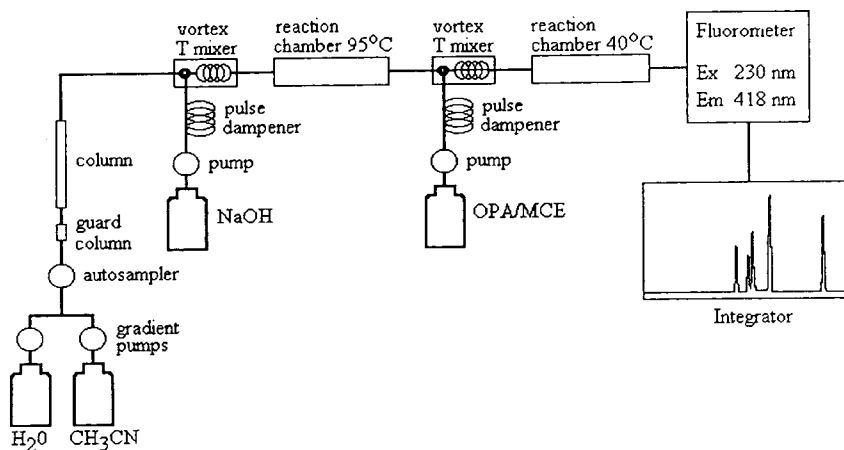 vortex
T mixer
reaction
chamber 95°C
vortex
T mixer
reaction
chamber 40°C
Fluorometer
Ex 230 nm
Em 418 nm
pulse
dampener
pulse
dampener
column
pump
pump
NaOH
OPA/MCE
guard
column
autosampler
gradient
pumps
Integrator
H₂0
CH₃CN